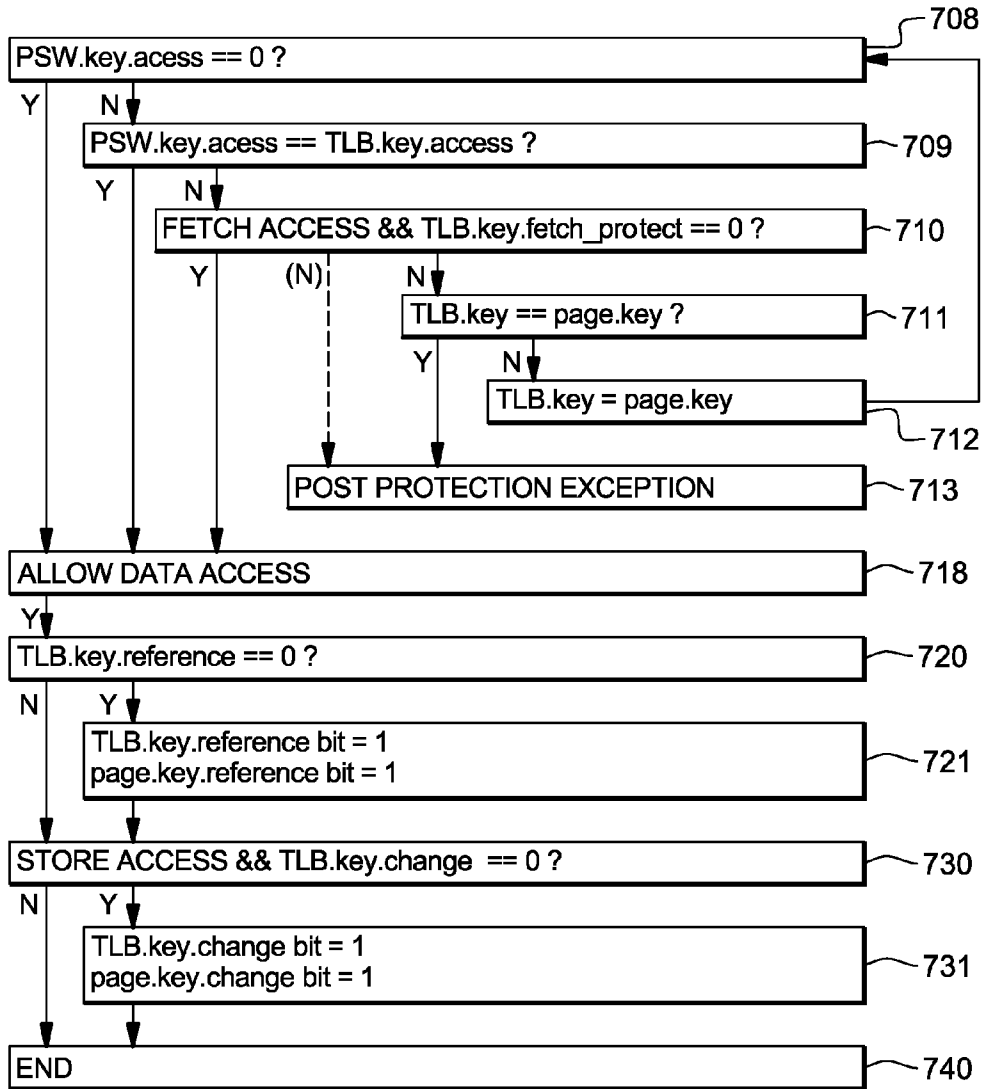 708
PSW.key.acess == 0 ?
Y N
PSW.key.acess == TLB.key.access ?
709
Y N
FETCH ACCESS && TLB.key.fetch_protect == 0 ?
710
Y (N) N
TLB.key == page.key ?
711
Y N
TLB.key = page.key
712
POST PROTECTION EXCEPTION
713
ALLOW DATA ACCESS
718
Y
TLB.key.reference == 0 ?
720
N Y
TLB.key.reference bit = 1
page.key.reference bit = 1
721
STORE ACCESS && TLB.key.change == 0 ?
730
N Y
TLB.key.change bit = 1
page.key.change bit = 1
731
END
740